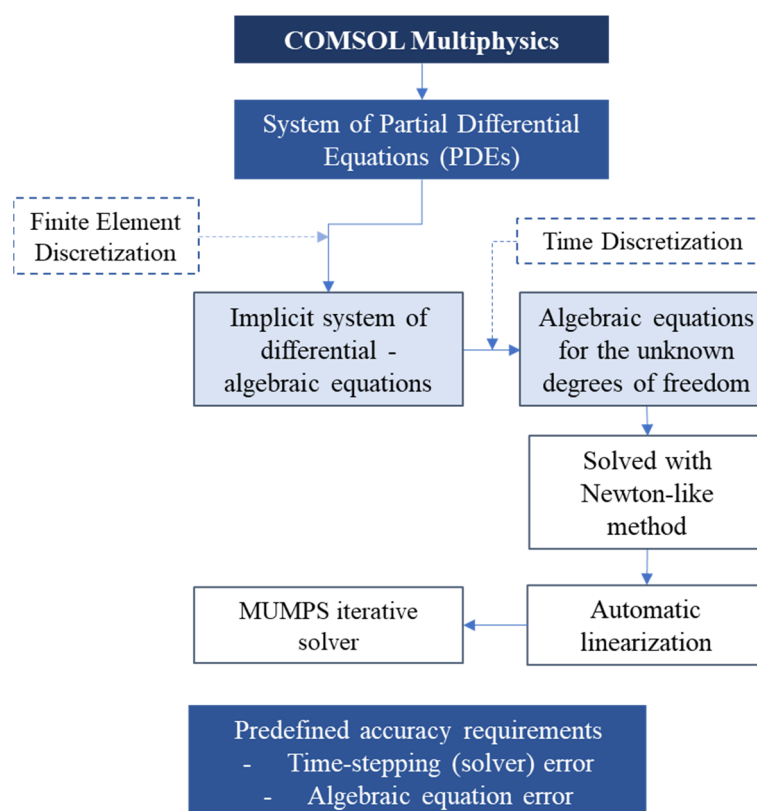 COMSOL Multiphysics
System of Partial Differential
Equations (PDEs)
Finite Element
Discretization
Time Discretization
Implicit system of
differential -
algebraic equations
Algebraic equations
for the unknown
degrees of freedom
Solved with
Newton-like
method
MUMPS iterative
solver
Automatic
linearization
Predefined accuracy requirements
- Time-stepping (solver) error
- Algebraic equation error